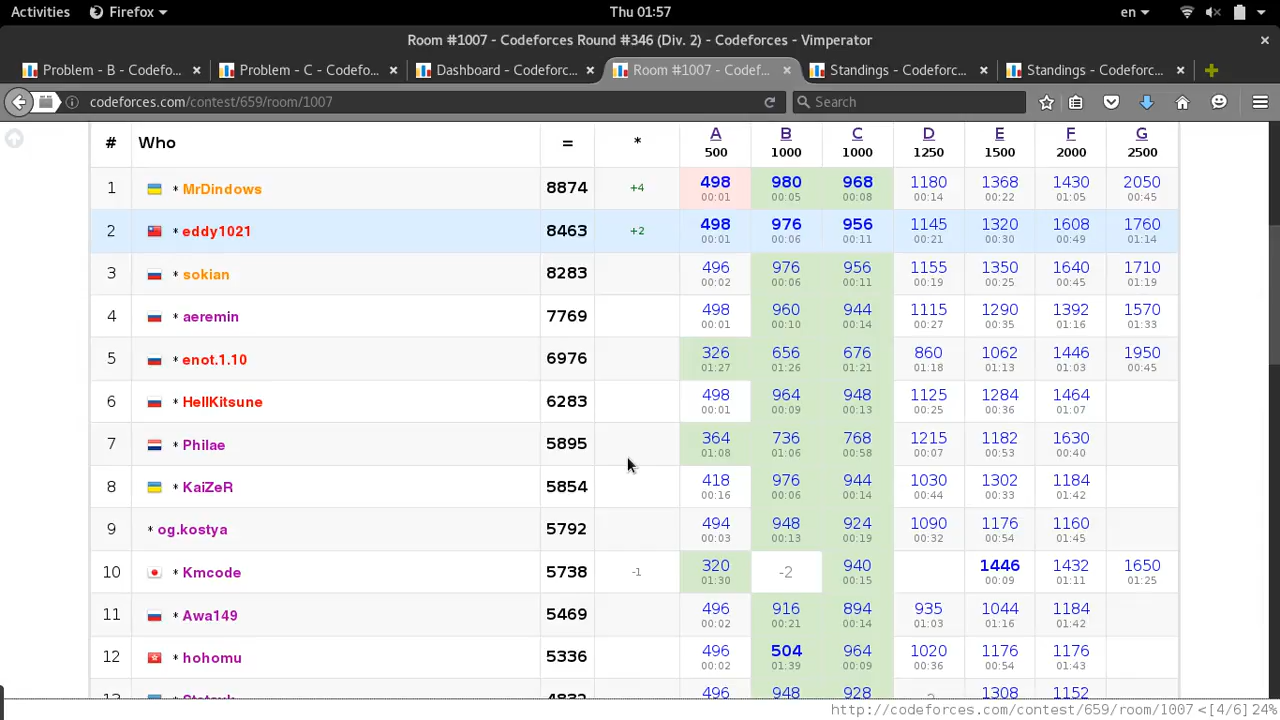 Activities Firefox Thu 01:57 en
Room #1007 - Codeforces Round #346 (Div. 2) - Codeforces - Vimperator
Problem - B - Codefo... Problem - C - Codefo... Dashboard - Codeforc... Room #1007 - Codef... Standings - Codeforc... Standings - Codeforc...
codeforces.com/contest/659/room/1007 Search
# Who = * A B C D E F G
500 1000 1000 1250 1500 2000 2500
1 * MrDindows 8874 +4 498 980 968 1180 1368 1430 2050
00:01 00:05 00:08 00:14 00:22 01:05 00:45
2 * eddy1021 8463 +2 498 976 956 1145 1320 1608 1760
00:01 00:06 00:11 00:21 00:30 00:49 01:14
3 * sokian 8283 496 976 956 1155 1350 1640 1710
00:02 00:06 00:11 00:19 00:25 00:45 01:19
4 * aeremin 7769 498 960 944 1115 1290 1392 1570
00:01 00:10 00:14 00:27 00:35 01:16 01:33
5 * enot.1.10 6976 326 656 676 860 1062 1446 1950
01:27 01:26 01:21 01:18 01:13 01:03 00:45
6 * HellKitsune 6283 498 964 948 1125 1284 1464
00:01 00:09 00:13 00:25 00:36 01:07
7 * Philae 5895 364 736 768 1215 1182 1630
01:08 01:06 00:58 00:07 00:53 00:40
8 * KaiZeR 5854 418 976 944 1030 1302 1184
00:16 00:06 00:14 00:44 00:33 01:42
9 * og.kostya 5792 494 948 924 1090 1176 1160
00:03 00:13 00:19 00:32 00:54 01:45
10 * Kmcode 5738 -1 320 -2 940 1446 1432 1650
01:30 00:15 00:09 01:11 01:25
11 * Awa149 5469 496 916 894 935 1044 1184
00:02 00:21 00:14 01:03 01:16 01:42
12 * hohomu 5336 496 504 964 1020 1176 1176
00:02 01:39 00:09 00:36 00:54 01:43
13 * 496 948 928 1308 1152
http://codeforces.com/contest/659/room/1007 <[4/6] 24%